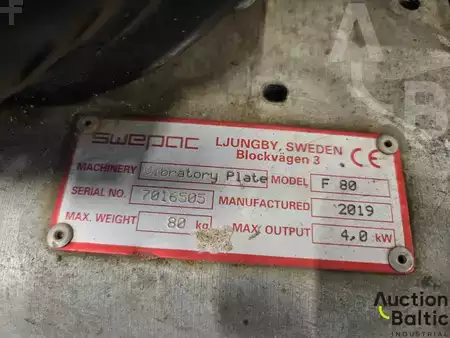 swepac LJUNGBY, SWEDEN
Blockvägen 3
CE
MACHINERY Vibratory Plate MODEL F 80
SERIAL NO. 7016505 MANUFACTURED 2019
MAX. WEIGHT 80 kg MAX. OUTPUT 4,0 kW
Auction
Baltic
INDUSTRIAL